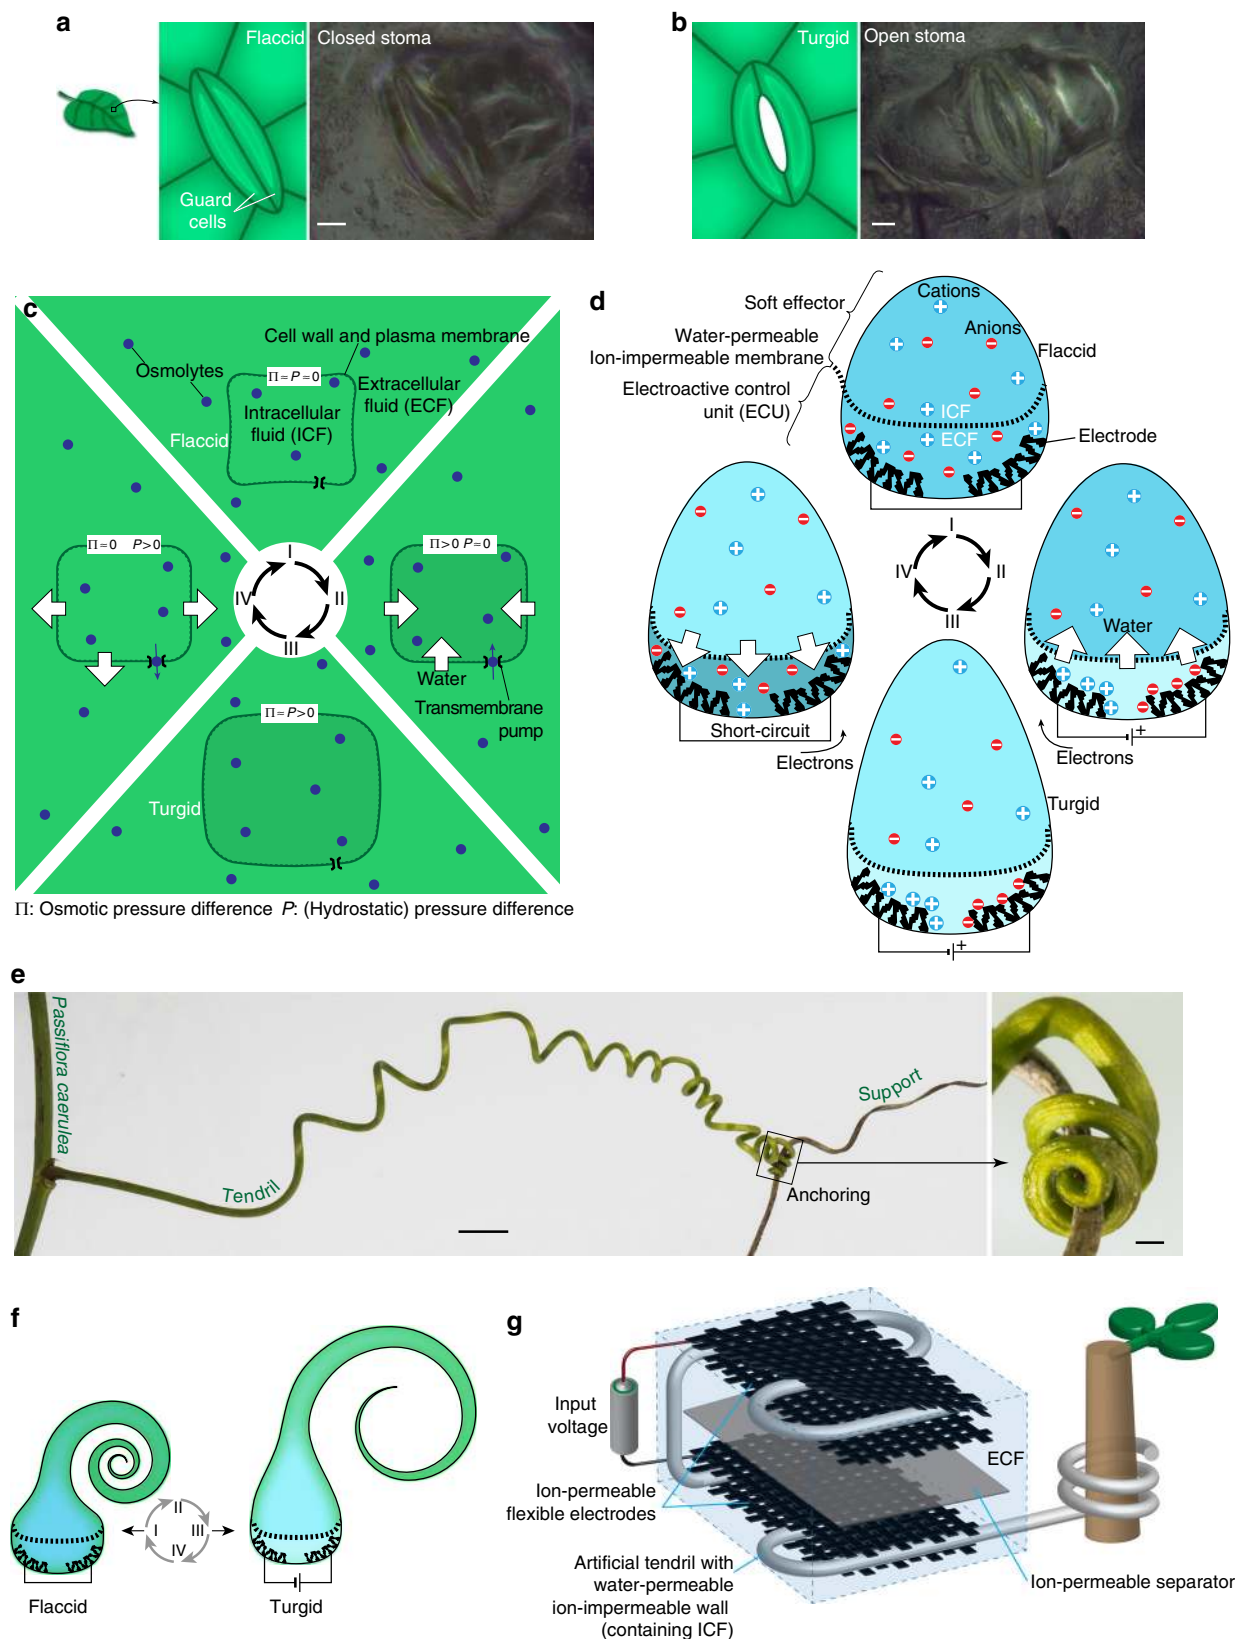 a
Flaccid
Closed stoma
Guard
cells
b
Turgid
Open stoma
c
Cell wall and plasma membrane
Osmolytes
Π=P=0
Extracellular
fluid (ECF)
Intracellular
fluid (ICF)
Flaccid
Π=0 P>0
Π>0 P=0
I
II
III
IV
Water
Transmembrane
pump
Π=P>0
Turgid
Π: Osmotic pressure difference P: (Hydrostatic) pressure difference
d
Soft effector
Cations
Anions
Water-permeable
Ion-impermeable membrane
Flaccid
Electroactive control
unit (ECU)
ICF
ECF
Electrode
I
II
III
IV
Water
Short-circuit
Electrons
+
Electrons
Turgid
+
e
Passiflora caerulea
Tendril
Support
Anchoring
f
I
II
III
IV
Flaccid
Turgid
g
Input
voltage
ECF
Ion-permeable
flexible electrodes
Artificial tendril with
water-permeable
ion-impermeable wall
(containing ICF)
Ion-permeable separator